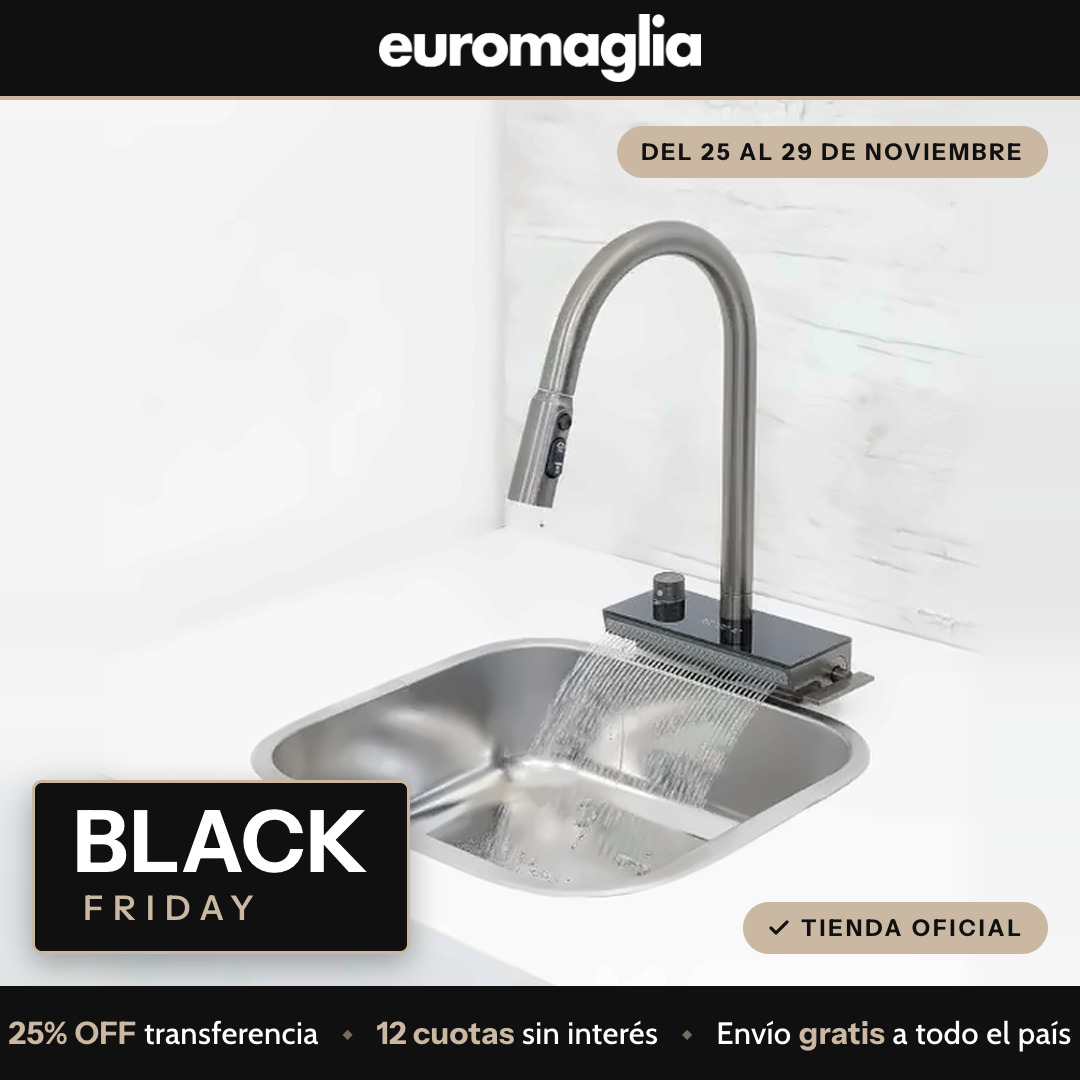 euromaglia
DEL 25 AL 29 DE NOVIEMBRE
BLACK
FRIDAY
TIENDA OFICIAL
25% OFF transferencia ◆ 12 cuotas sin interés ◆ Envío gratis a todo el país